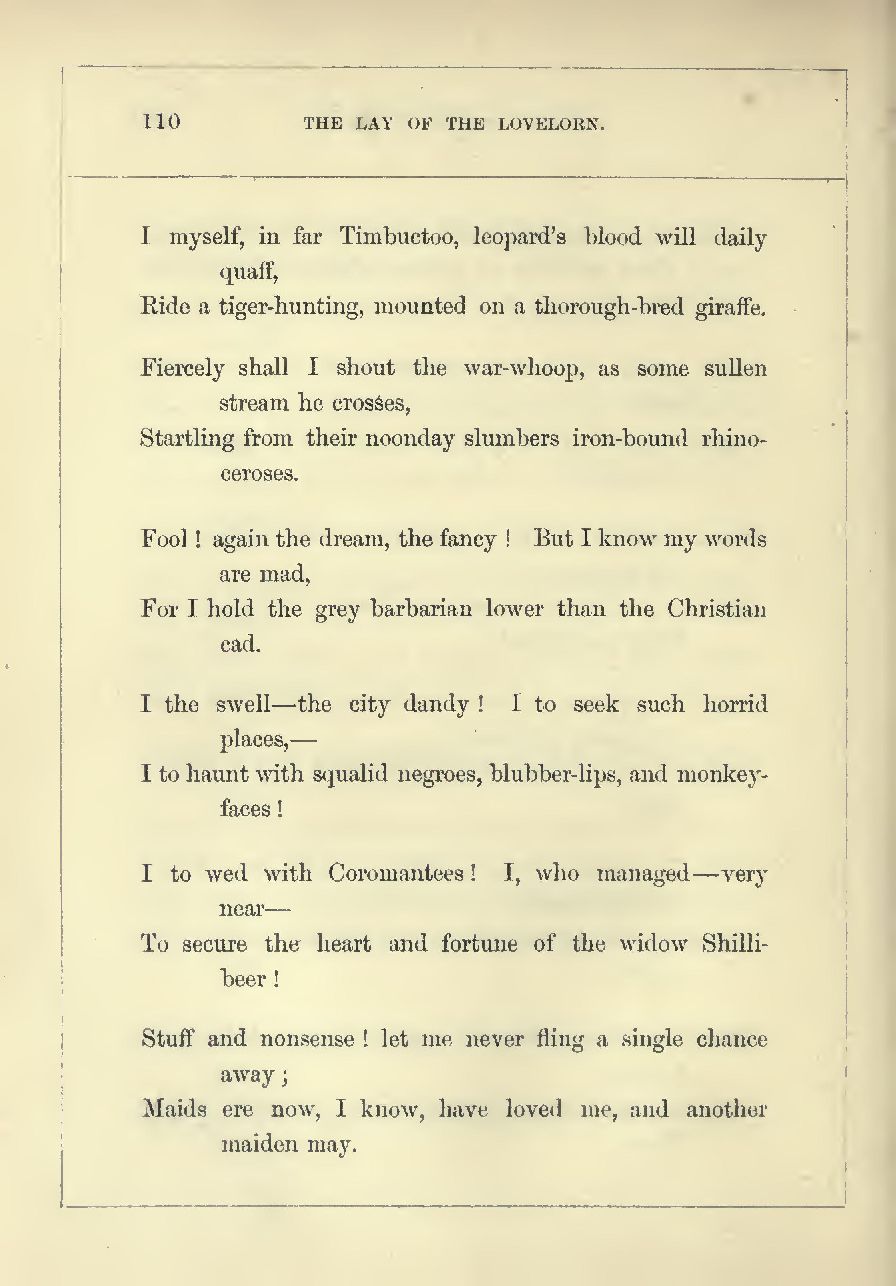 110 THE LAY OF THE LOVELORN.
I myself, in far Timbuctoo, leopard's blood will daily
quaff,
Ride a tiger-hunting, mounted on a thorough-bred giraffe.
Fiercely shall I shout the war-whoop, as some sullen
stream he crosses,
Startling from their noonday slumbers iron-bound rhino-
ceroses.
Fool! again the dream, the fancy! But I know my words
are mad,
For I hold the grey barbarian lower than the Christian
cad.
I the swell—the city dandy! I to seek such horrid
places,—
I to haunt with squalid negroes, blubber-lips, and monkey-
faces!
I to wed with Coromantees! I, who managed—very
near—
To secure the heart and fortune of the widow Shilli-
beer!
Stuff and nonsense! let me never fling a single chance
away;
Maids ere now, I know, have loved me, and another
maiden may.